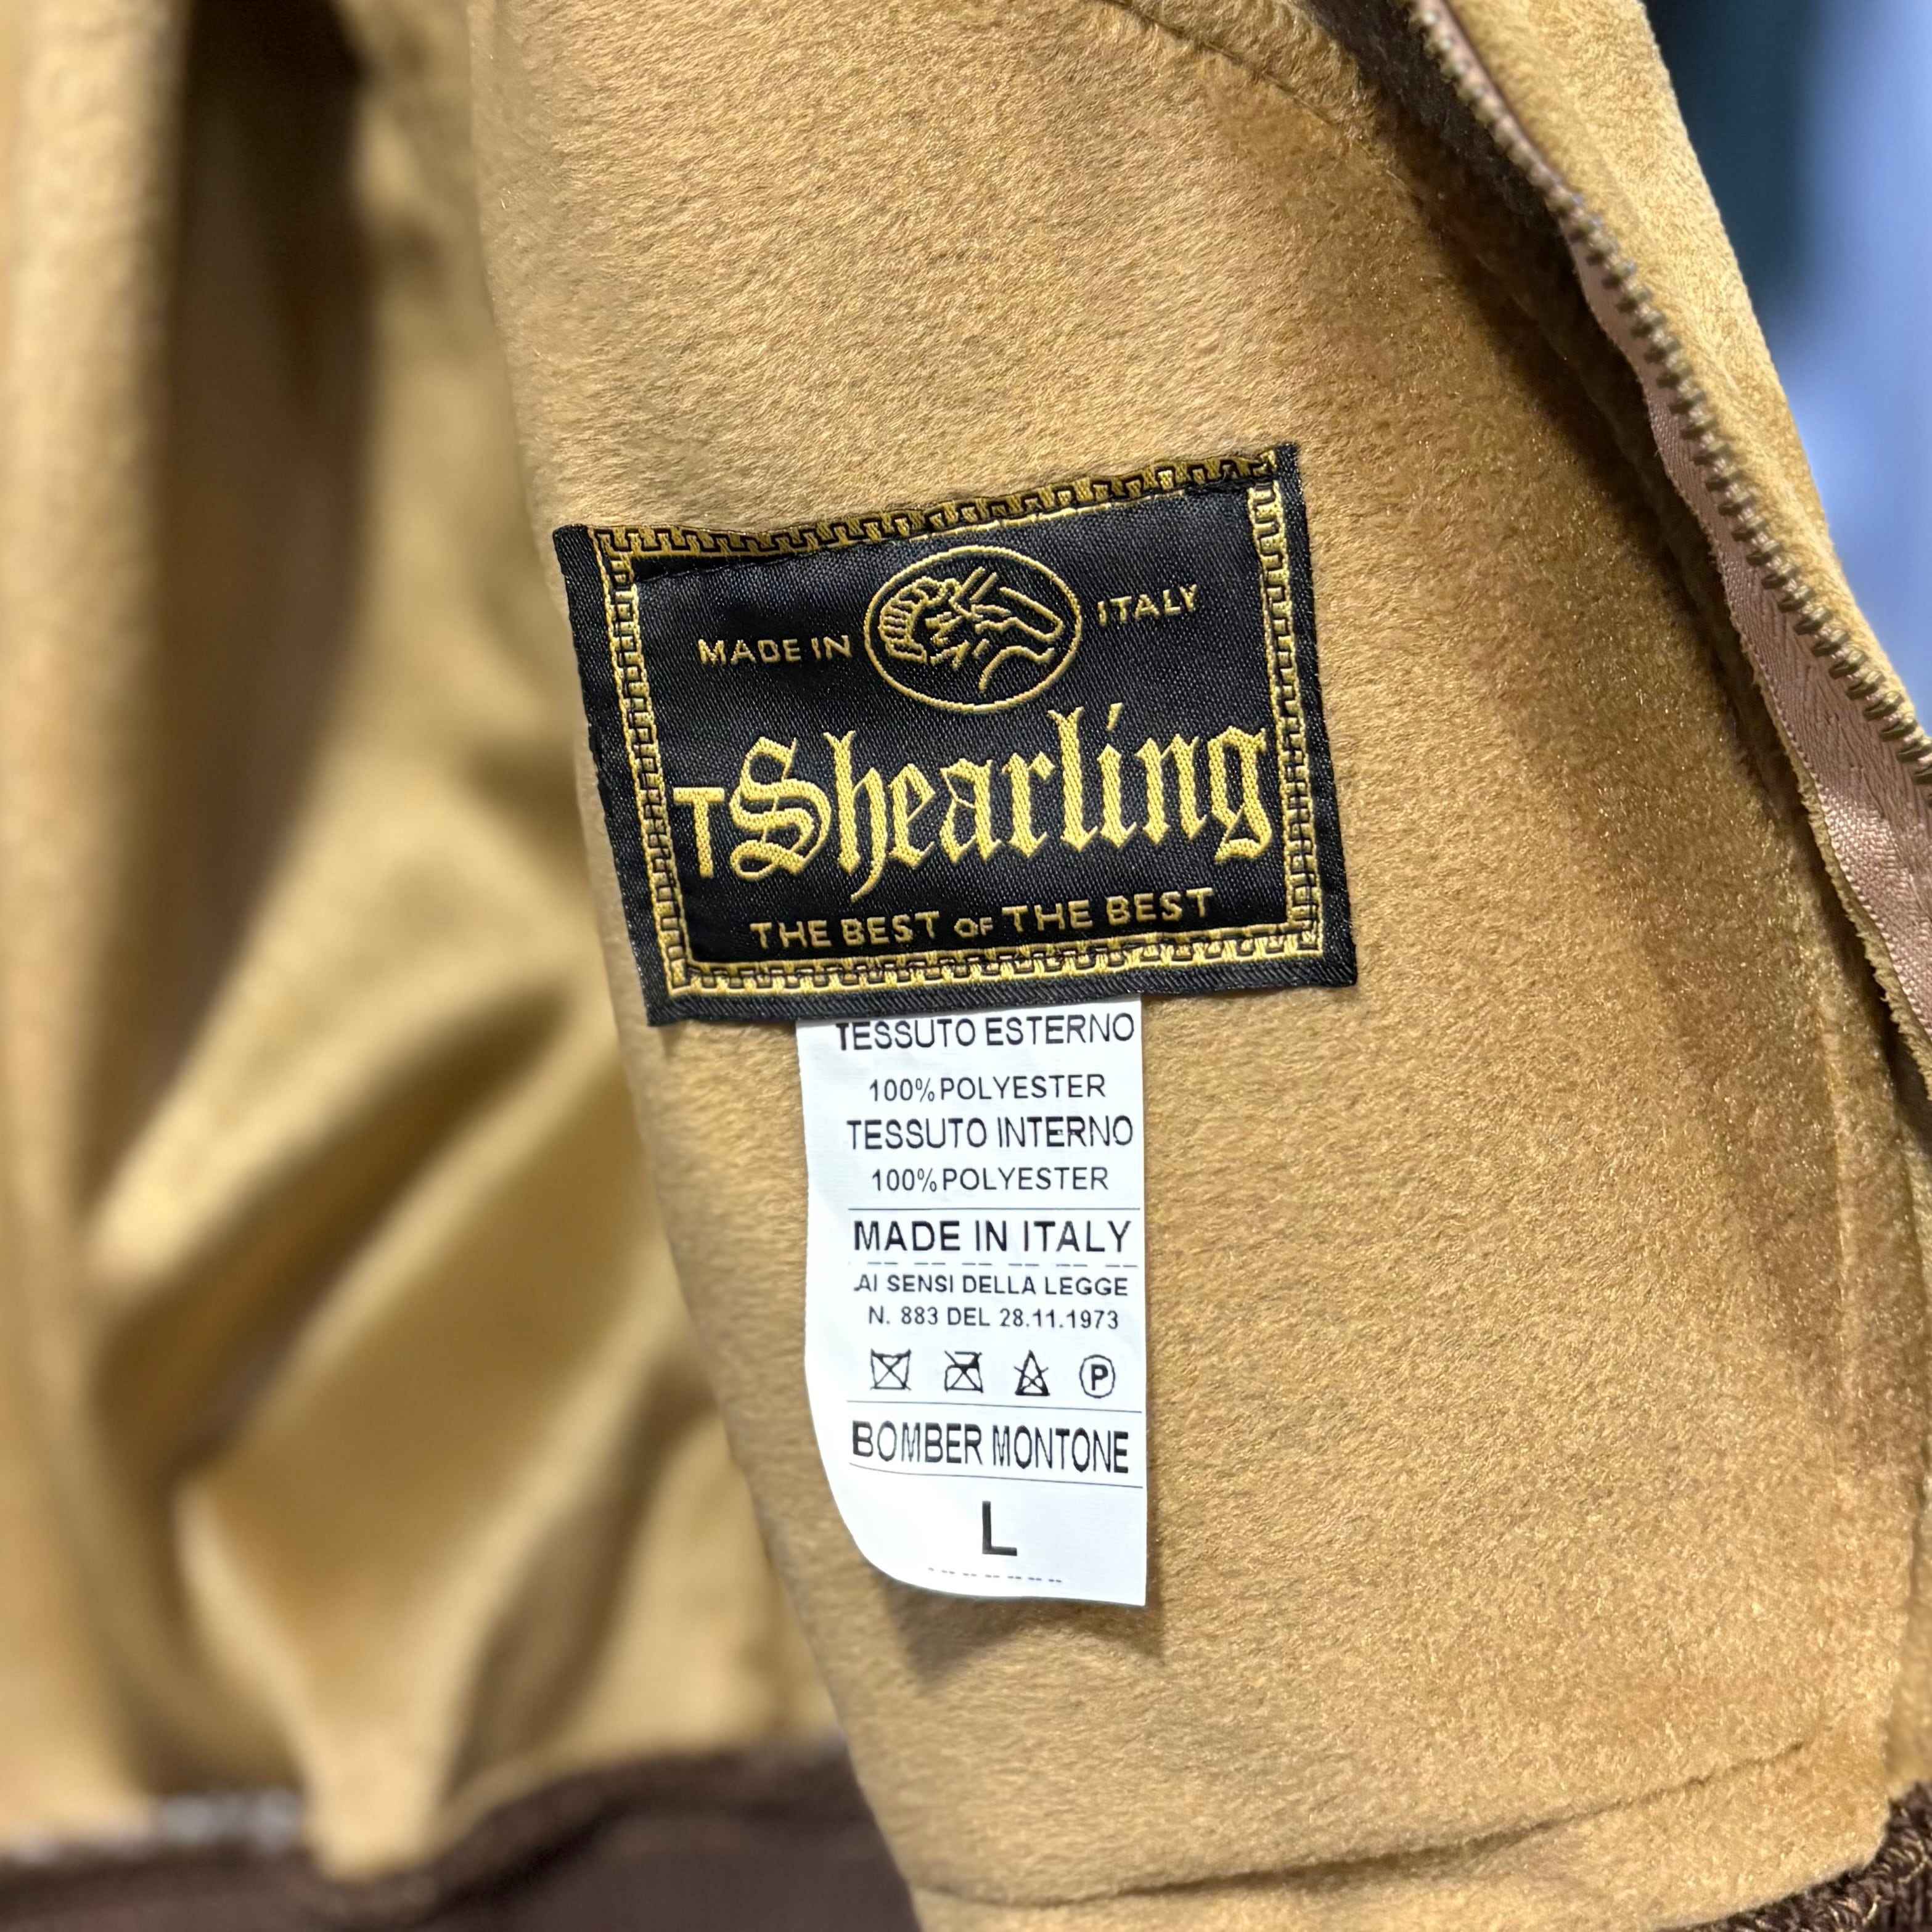 MADE IN ITALY
TShearling
THE BEST OF THE BEST
TESSUTO ESTERNO
100% POLYESTER
TESSUTO INTERNO
100% POLYESTER
MADE IN ITALY
AI SENSI DELLA LEGGE
N. 883 DEL 28.11.1973
P
BOMBER MONTONE
L